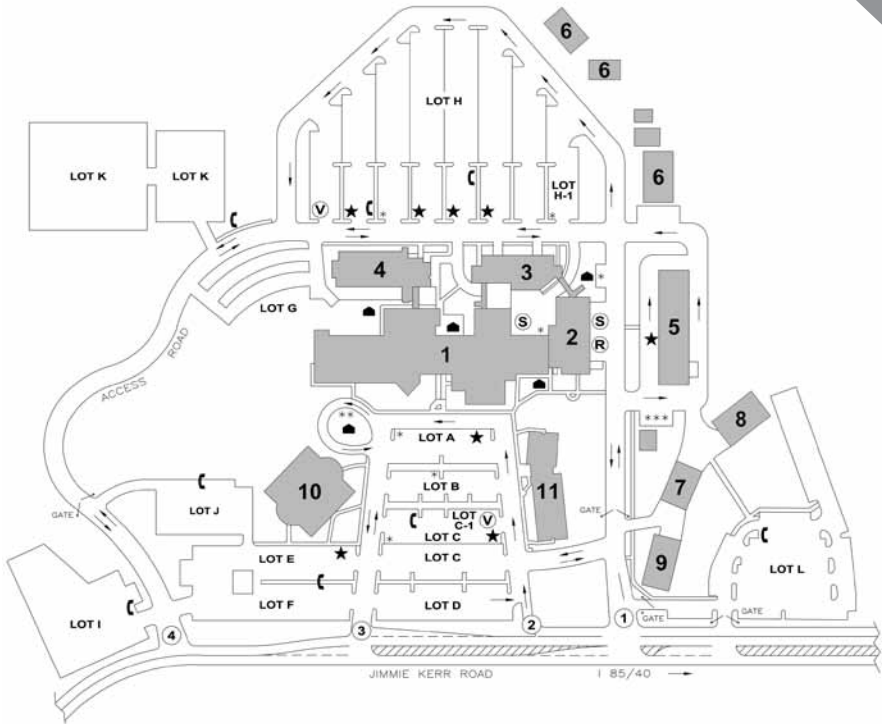 6
6
LOT H
LOT K
LOT K
6
LOT H-1
V
4
3
LOT G
S
S
2
R
5
1
ACCESS ROAD
**
***
LOT A
8
LOT B
10
11
7
LOT C-1
V
GATE
LOT J
GATE
LOT C
LOT E
LOT C
9
LOT L
LOT F
LOT D
LOT I
GATE
GATE
4
3
2
1
JIMMIE KERR ROAD
I 85/40